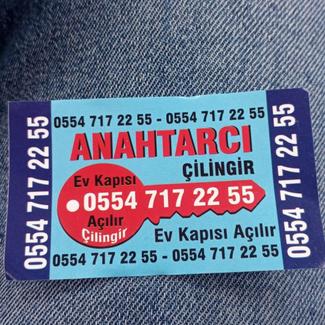 0554 717 22 55
0554 717 22 55 - 0554 717 22 55
ANAHTARCI
ÇİLİNGİR
Ev Kapısı
0554 717 22 55
Açılır
Çilingir
Ev Kapısı Açılır
0554 717 22 55 - 0554 717 22 55
0554 717 22 55